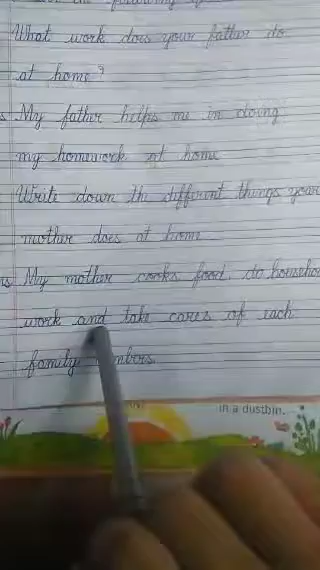 What work does your father do
at home?
My father helps me in doing
my homework at home
Write down the different things your
mother does at home
My mother cooks food, do househo
work and take cares of each
family
in a dustbin.